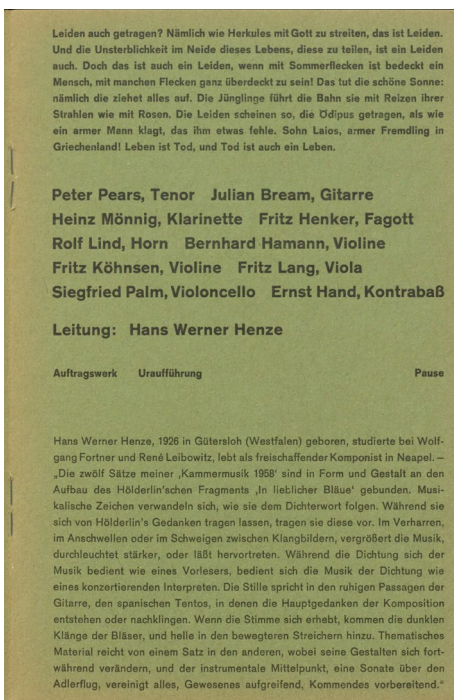 Leiden auch getragen? Nämlich wie Herkules mit Gott zu streiten, das ist Leiden.
Und die Unsterblichkeit im Neide dieses Lebens, diese zu teilen, ist ein Leiden
auch. Doch das ist auch ein Leiden, wenn mit Sommerflecken ist bedeckt ein
Mensch, mit manchen Flecken ganz überdeckt zu sein! Das tut die schöne Sonne:
nämlich die ziehet alles auf. Die Jünglinge führt die Bahn sie mit Reizen ihrer
Strahlen wie mit Rosen. Die Leiden scheinen so, die Ödipus getragen, als wie
ein armer Mann klagt, das ihm etwas fehle. Sohn Laios, armer Fremdling in
Griechenland! Leben ist Tod, und Tod ist auch ein Leben.
Peter Pears, Tenor Julian Bream, Gitarre
Heinz Mönnig, Klarinette Fritz Henker, Fagott
Rolf Lind, Horn Bernhard Hamann, Violine
Fritz Köhnsen, Violine Fritz Lang, Viola
Siegfried Palm, Violoncello Ernst Hand, Kontrabaß
Leitung: Hans Werner Henze
Auftragswerk Uraufführung Pause
Hans Werner Henze, 1926 in Gütersloh (Westfalen) geboren, studierte bei Wolf-
gang Fortner und René Leibowitz, lebt als freischaffender Komponist in Neapel. —
„Die zwölf Sätze meiner ‚Kammermusik 1958‘ sind in Form und Gestalt an den
Aufbau des Hölderlin'schen Fragments ‚In lieblicher Bläue‘ gebunden. Musi-
kalische Zeichen verwandeln sich, wie sie dem Dichterwort folgen. Während sie
sich von Hölderlin's Gedanken tragen lassen, tragen sie diese vor. Im Verharren,
im Anschwellen oder im Schweigen zwischen Klangbildern, vergrößert die Musik,
durchleuchtet stärker, oder läßt hervortreten. Während die Dichtung sich der
Musik bedient wie eines Vorlesers, bedient sich die Musik der Dichtung wie
eines konzertierenden Interpreten. Die Stille spricht in den ruhigen Passagen der
Gitarre, den spanischen Tentos, in denen die Hauptgedanken der Komposition
entstehen oder nachklingen. Wenn die Stimme sich erhebt, kommen die dunklen
Klänge der Bläser, und helle in den bewegteren Streichern hinzu. Thematisches
Material reicht von einem Satz in den anderen, wobei seine Gestalten sich fort-
während verändern, und der instrumentale Mittelpunkt, eine Sonate über den
Adlerflug, vereinigt alles, Gewesenes aufgreifend, Kommendes vorbereitend.“